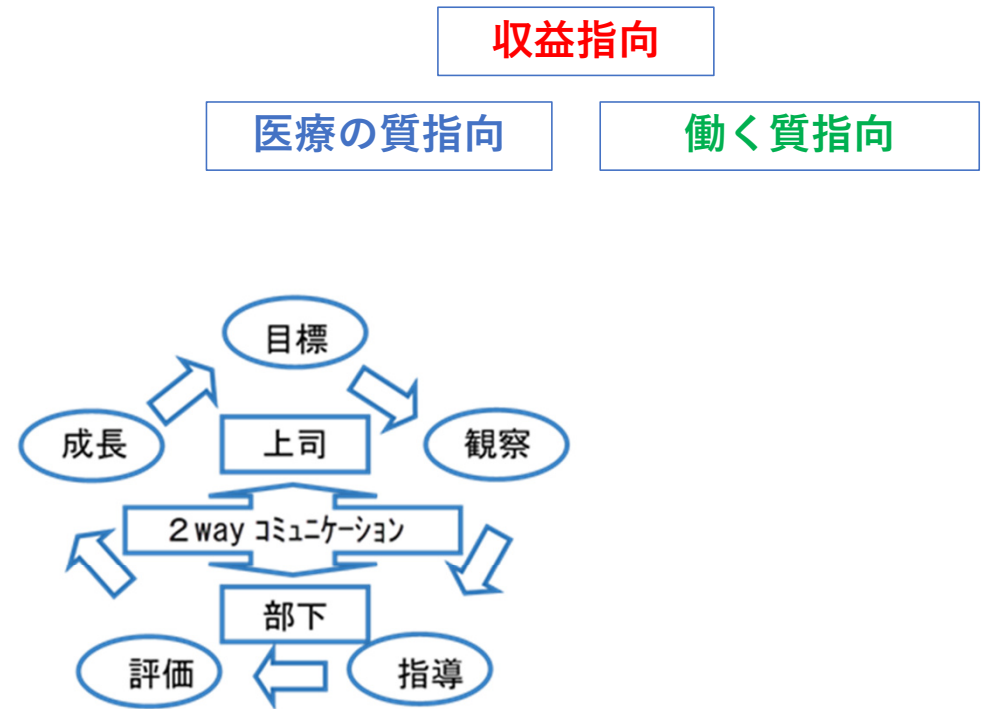 収益指向
医療の質指向
働く質指向
目標
成長
上司
観察
2way ｺﾐｭﾆｹｰｼｮﾝ
部下
評価
指導